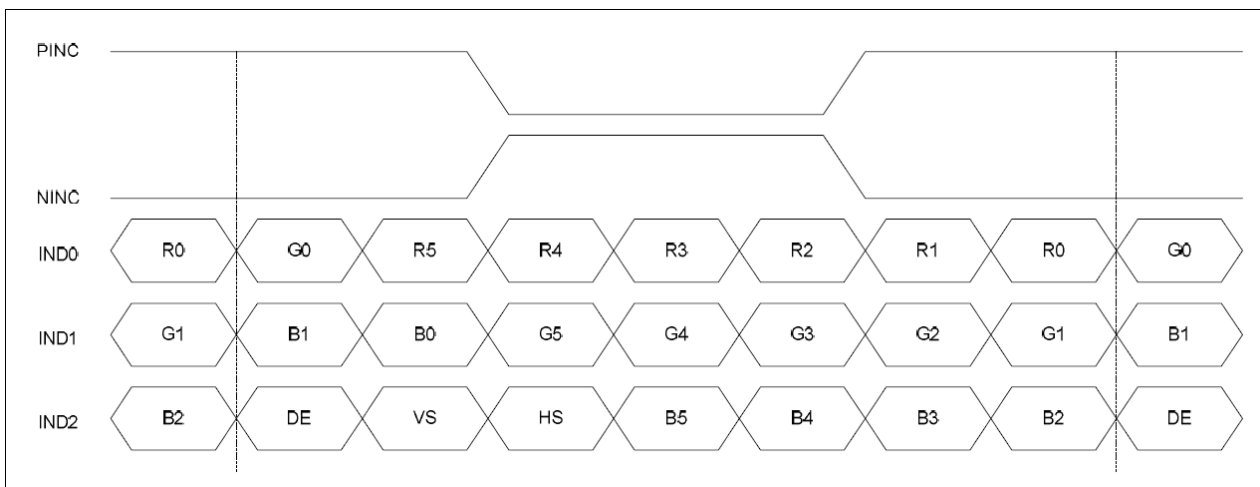 PINC
NINC
IND0 R0 G0 R5 R4 R3 R2 R1 R0 G0
IND1 G1 B1 B0 G5 G4 G3 G2 G1 B1
IND2 B2 DE VS HS B5 B4 B3 B2 DE